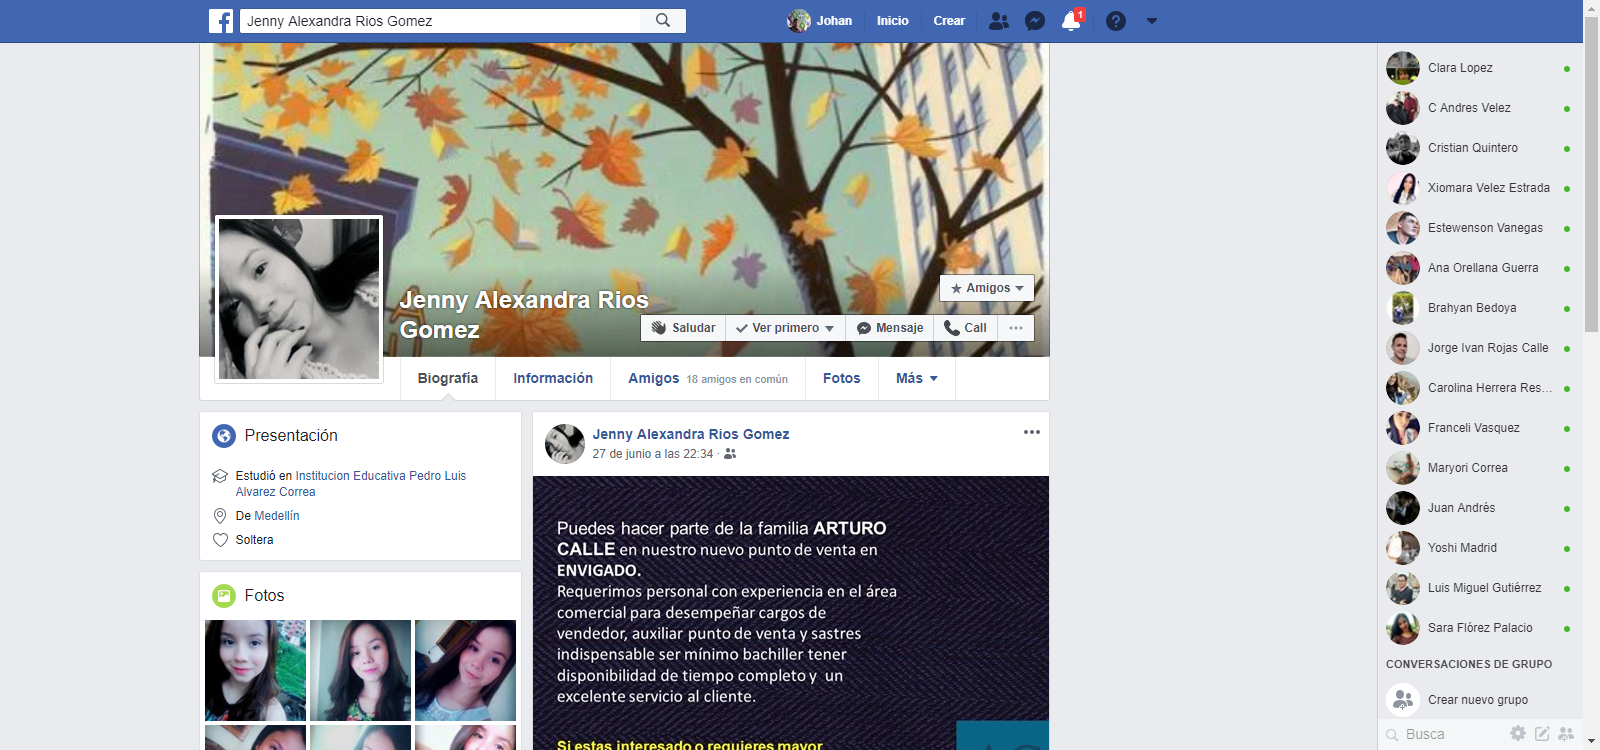 Jenny Alexandra Rios Gomez
Johan
Inicio
Crear
1
Jenny Alexandra Rios
Gomez
Amigos
Saludar
Ver primero
Mensaje
Call
Biografía
Información
Amigos 18 amigos en común
Fotos
Más
Presentación
Estudió en Institucion Educativa Pedro Luis
Alvarez Correa
De Medellín
Soltera
Fotos
Jenny Alexandra Rios Gomez
27 de junio a las 22:34 ·
Puedes hacer parte de la familia ARTURO
CALLE en nuestro nuevo punto de venta en
ENVIGADO.
Requerimos personal con experiencia en el área
comercial para desempeñar cargos de
vendedor, auxiliar punto de venta y sastres
indispensable ser mínimo bachiller tener
disponibilidad de tiempo completo y un
excelente servicio al cliente.
Si estas interesado o requieres mayor
Clara Lopez
C Andres Velez
Cristian Quintero
Xiomara Velez Estrada
Estewenson Vanegas
Ana Orellana Guerra
Brahyan Bedoya
Jorge Ivan Rojas Calle
Carolina Herrera Res...
Franceli Vasquez
Maryori Correa
Juan Andrés
Yoshi Madrid
Luis Miguel Gutiérrez
Sara Flórez Palacio
CONVERSACIONES DE GRUPO
Crear nuevo grupo
Busca